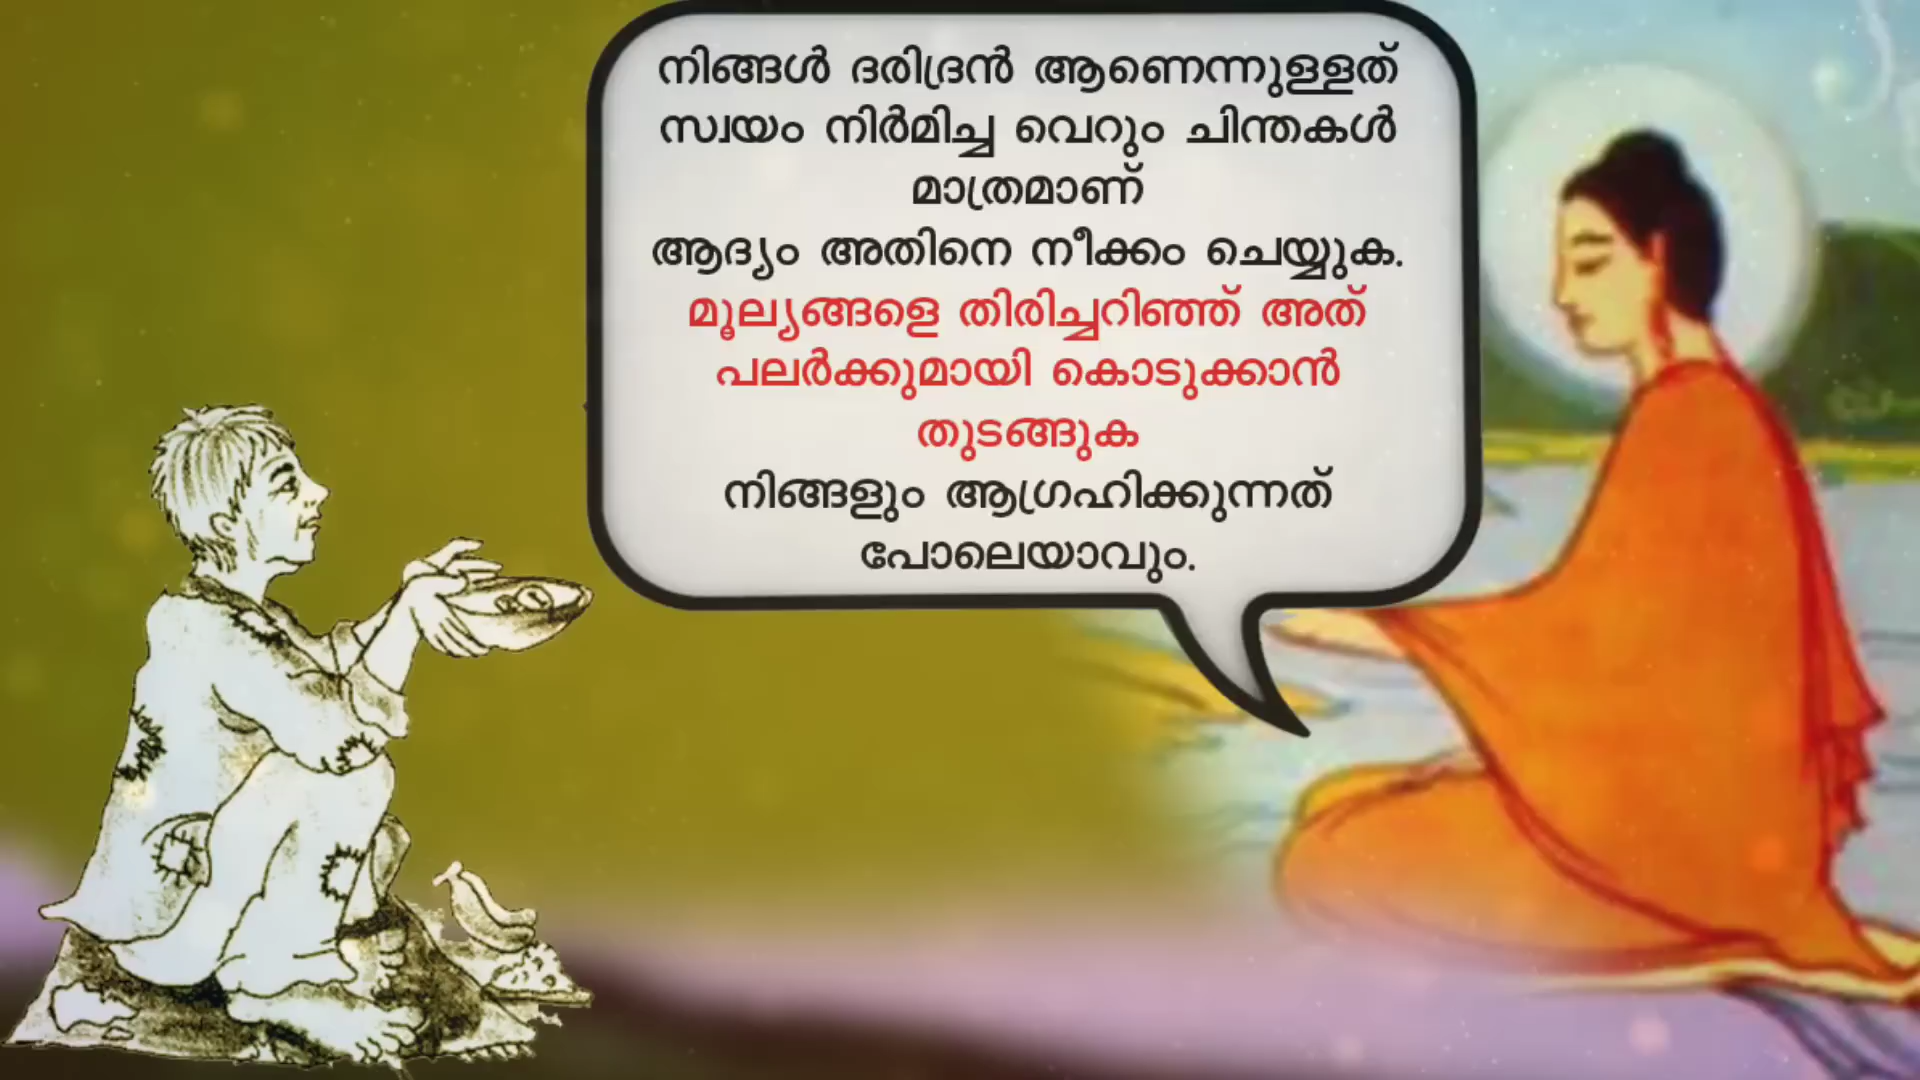 നിങ്ങൾ ദരിദ്രൻ ആണെന്നുള്ളത്
സ്വയം നിർമിച്ച വെറും ചിന്തകൾ
മാത്രമാണ്
ആദ്യം അതിനെ നീക്കം ചെയ്യുക.
മൂല്യങ്ങളെ തിരിച്ചറിഞ്ഞ് അത്
പലർക്കുമായി കൊടുക്കാൻ
തുടങ്ങുക
നിങ്ങളും ആഗ്രഹിക്കുന്നത്
പോലെയാവും.